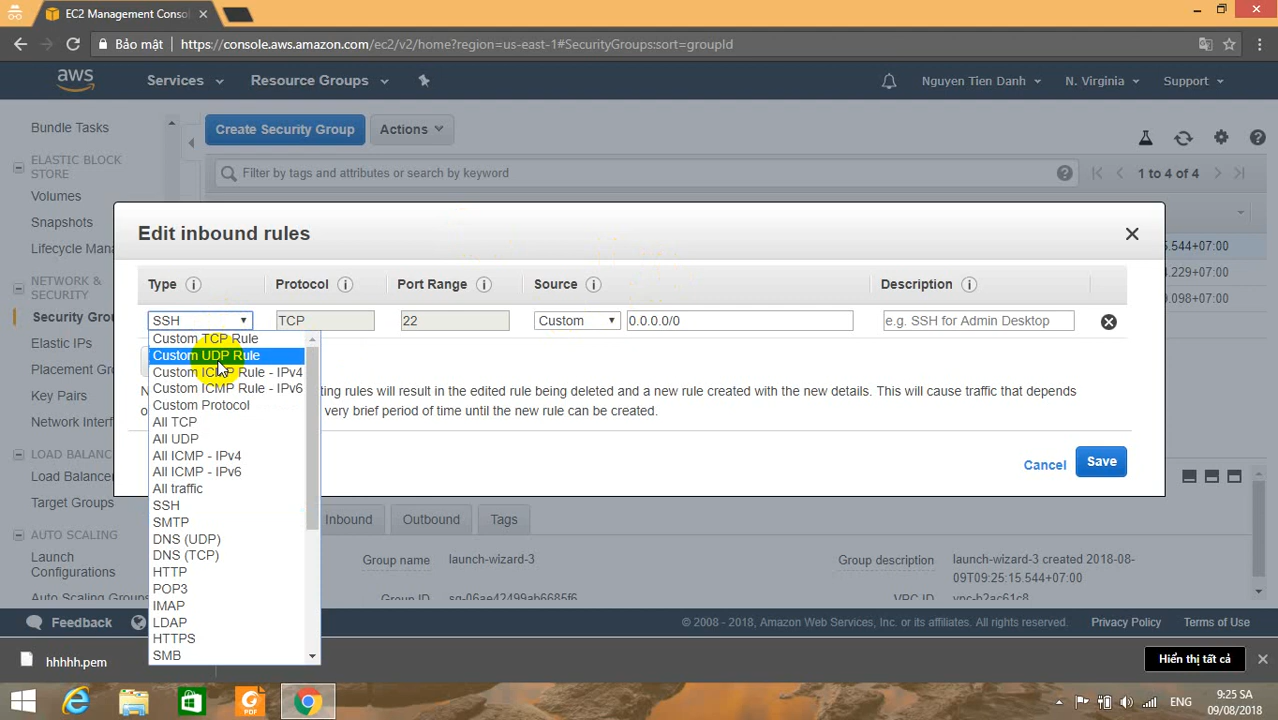 EC2 Management Conso
Bảo mật https://console.aws.amazon.com/ec2/v2/home?region=us-east-1#SecurityGroups:sort=groupId
aws Services Resource Groups Nguyen Tien Danh N. Virginia Support
Bundle Tasks
ELASTIC BLOCK
STORE
Volumes
Snapshots
Lifecycle Mana
NETWORK &
SECURITY
Security Grou
Elastic IPs
Placement Gr
Key Pairs
Network Interf
LOAD BALANC
Load Balancer
Target Groups
AUTO SCALING
Launch
Configurations
Auto Scaling Groups
Create Security Group Actions
Filter by tags and attributes or search by keyword 1 to 4 of 4
5.544+07:00
4.229+07:00
0.098+07:00
Edit inbound rules
Type Protocol Port Range Source Description
SSH TCP 22 Custom 0.0.0.0/0 e.g. SSH for Admin Desktop
Custom TCP Rule
Custom UDP Rule
Custom ICMP Rule - IPv4
Custom ICMP Rule - IPv6
Custom Protocol
All TCP
All UDP
All ICMP - IPv4
All ICMP - IPv6
All traffic
SSH
SMTP
DNS (UDP)
DNS (TCP)
HTTP
POP3
IMAP
LDAP
HTTPS
SMB
ting rules will result in the edited rule being deleted and a new rule created with the new details. This will cause traffic that depends
very brief period of time until the new rule can be created.
Cancel Save
Inbound Outbound Tags
Group name launch-wizard-3 Group description launch-wizard-3 created 2018-08-
09T09:25:15.544+07:00
Group ID sg-06ae42499ab6685f6 VPC ID vpc-b2ac61c8
Feedback © 2008 - 2018, Amazon Web Services, Inc. or its affiliates. All rights reserved. Privacy Policy Terms of Use
hhhhh.pem Hiển thị tất cả
PDF ENG 9:25 SA
09/08/2018